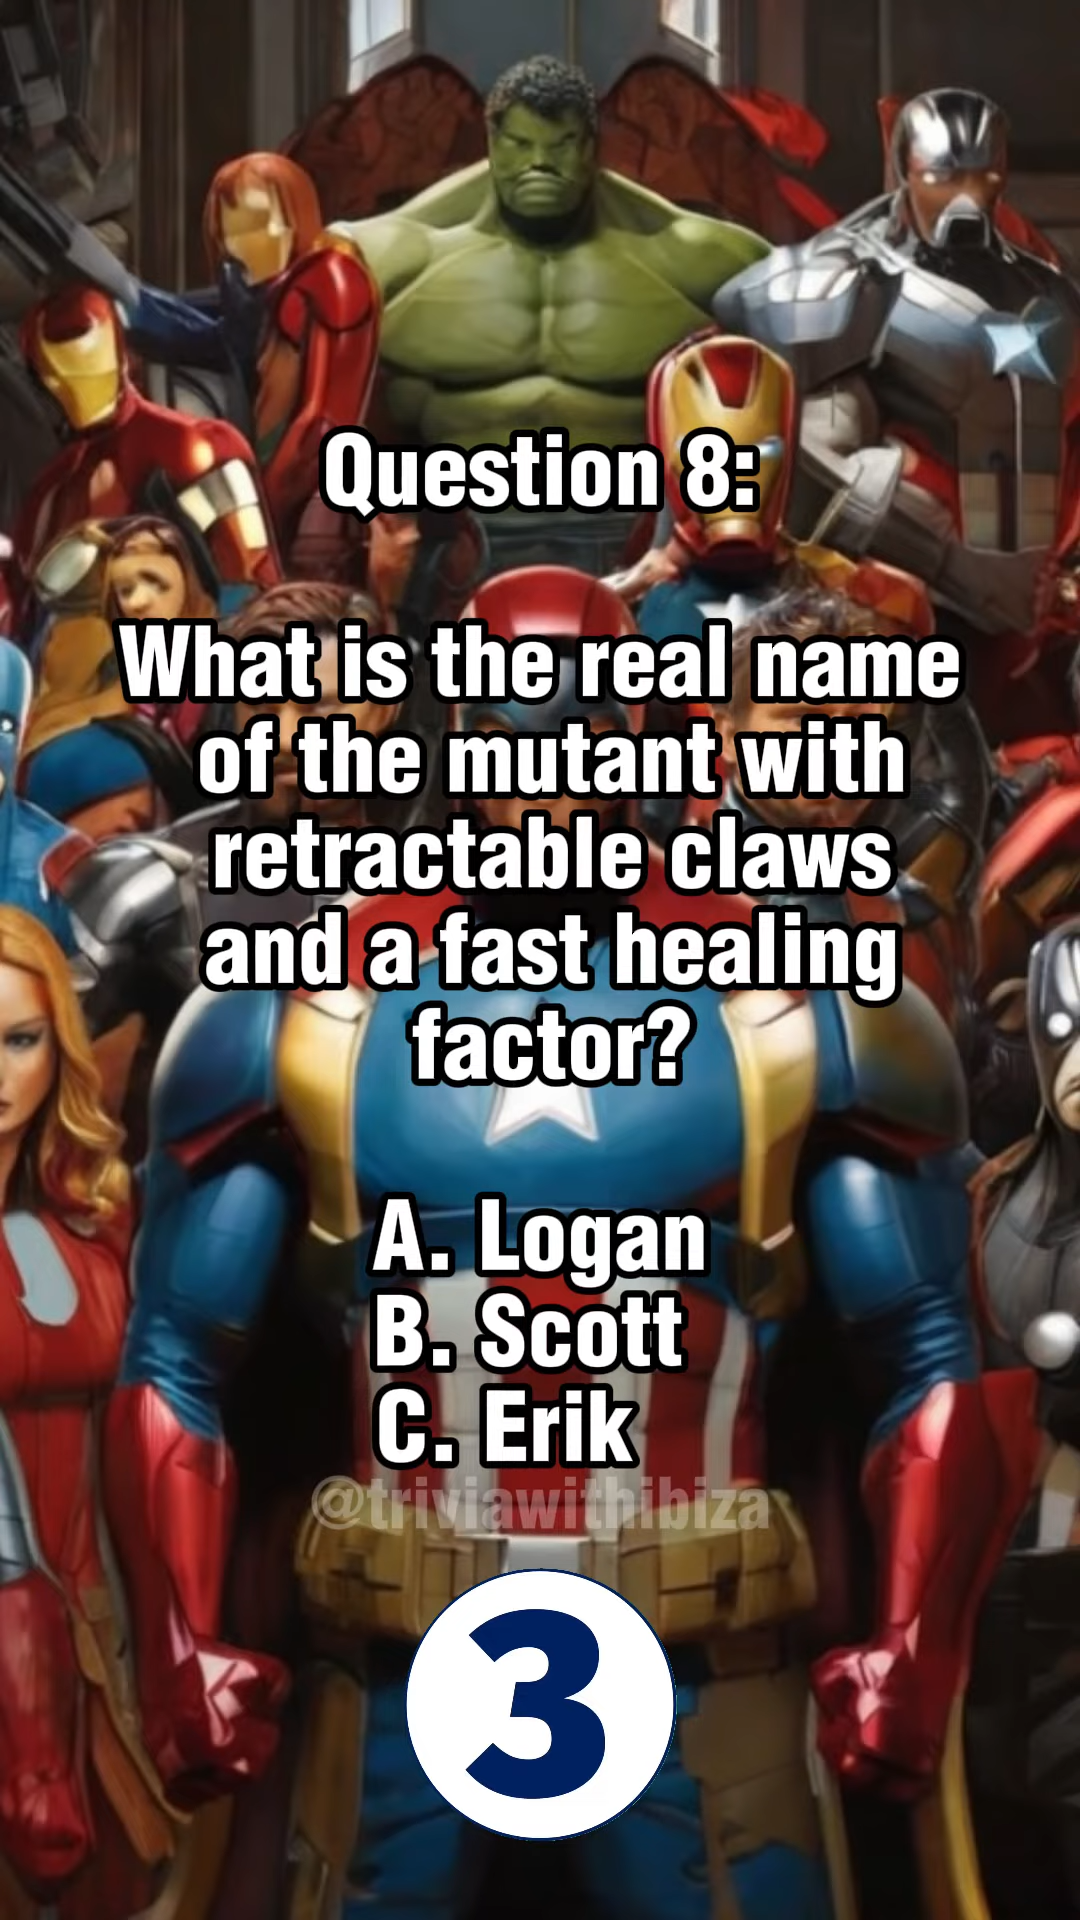 Question 8:
What is the real name
of the mutant with
retractable claws
and a fast healing
factor?
A. Logan
B. Scott
C. Erik
@triviawithibiza
3